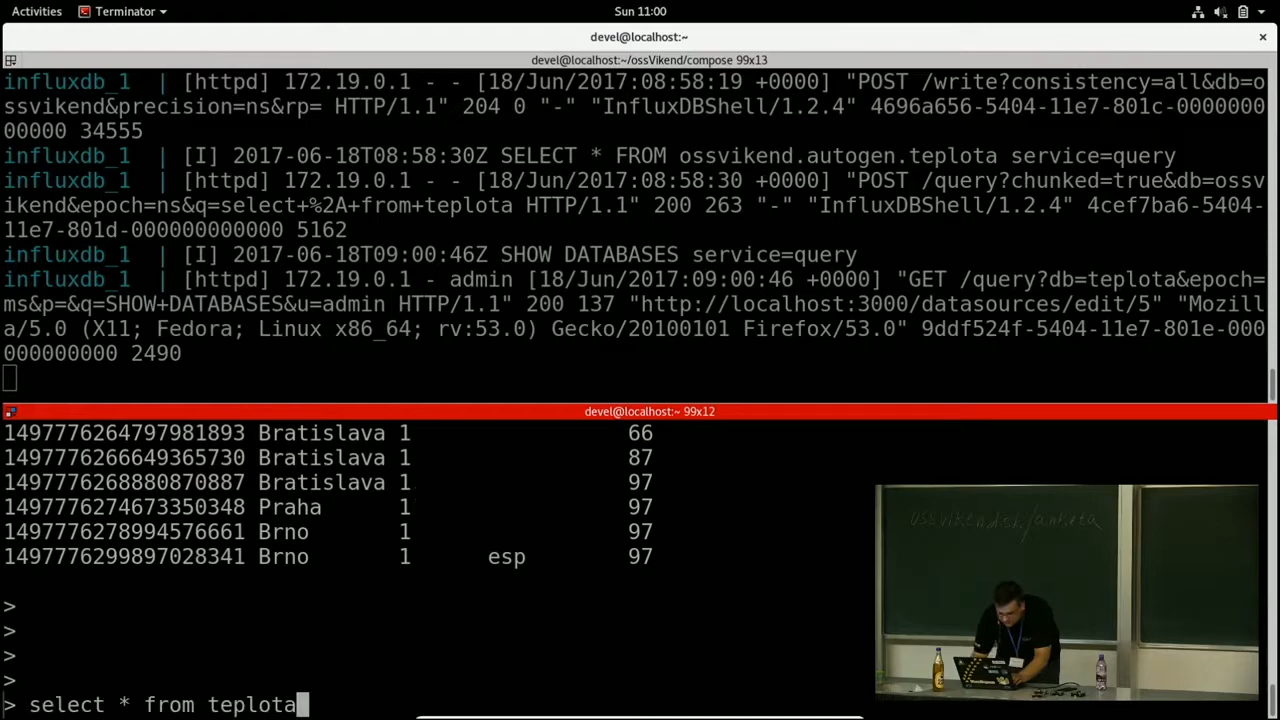 Activities Terminator Sun 11:00
devel@localhost:~
devel@localhost:~/ossVikend/compose 99x13
influxdb_1 | [httpd] 172.19.0.1 - - [18/Jun/2017:08:58:19 +0000] "POST /write?consistency=all&db=o
ssvikend&precision=ns&rp= HTTP/1.1" 204 0 "-" "InfluxDBShell/1.2.4" 4696a656-5404-11e7-801c-0000000
00000 34555
influxdb_1 | [I] 2017-06-18T08:58:30Z SELECT * FROM ossvikend.autogen.teplota service=query
influxdb_1 | [httpd] 172.19.0.1 - - [18/Jun/2017:08:58:30 +0000] "POST /query?chunked=true&db=ossv
vikend&epoch=ns&q=select+%2A+from+teplota HTTP/1.1" 200 263 "-" "InfluxDBShell/1.2.4" 4cef7ba6-5404-
11e7-801d-000000000000 5162
influxdb_1 | [I] 2017-06-18T09:00:46Z SHOW DATABASES service=query
influxdb_1 | [httpd] 172.19.0.1 - admin [18/Jun/2017:09:00:46 +0000] "GET /query?db=teplota&epoch=
ms&p=&q=SHOW+DATABASES&u=admin HTTP/1.1" 200 137 "http://localhost:3000/datasources/edit/5" "Mozill
a/5.0 (X11; Fedora; Linux x86_64; rv:53.0) Gecko/20100101 Firefox/53.0" 9ddf524f-5404-11e7-801e-000
000000000 2490
devel@localhost:~ 99x12
1497776264797981893 Bratislava 1 66
1497776266649365730 Bratislava 1 87
1497776268880870887 Bratislava 1 97
1497776274673350348 Praha 1 97
1497776278994576661 Brno 1 97
1497776299897028341 Brno 1 esp 97
>
>
>
>
> select * from teplota
ossvikend.sk/anketa